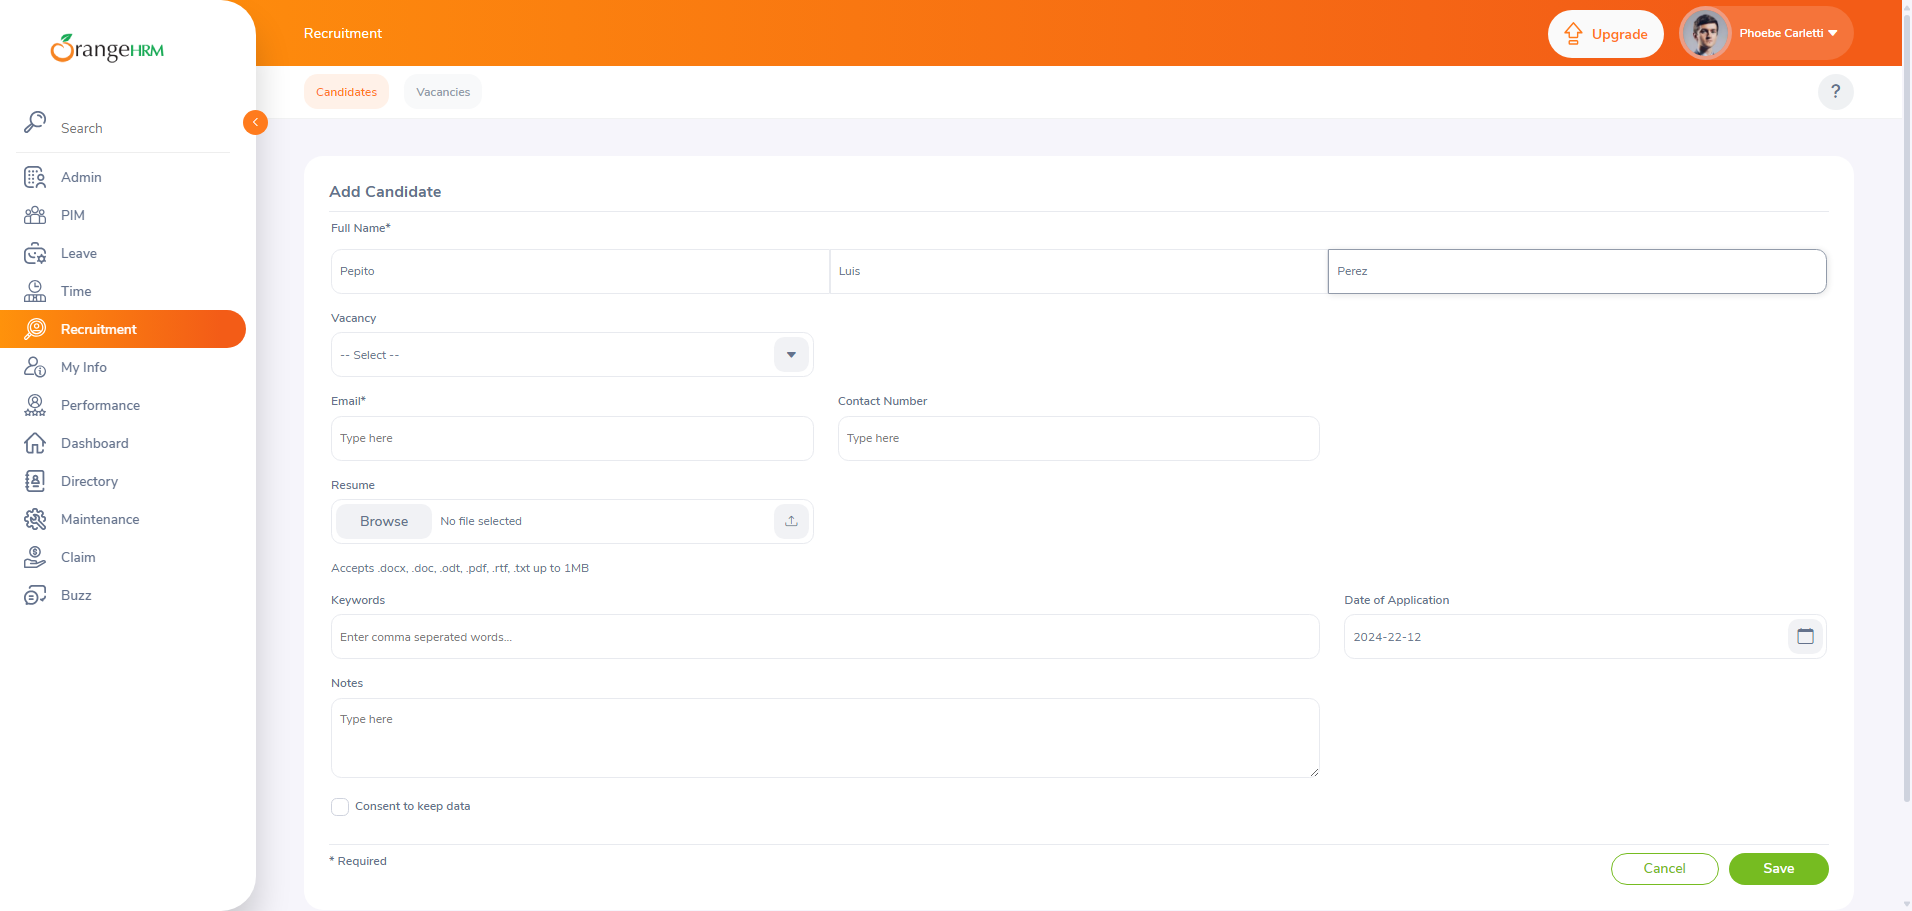 OrangeHRM
Search
Admin
PIM
Leave
Time
Recruitment
My Info
Performance
Dashboard
Directory
Maintenance
Claim
Buzz
Recruitment
Upgrade
Phoebe Carletti
Candidates
Vacancies
?
Add Candidate
Full Name*
Pepito
Luis
Perez
Vacancy
-- Select --
Email*
Contact Number
Type here
Type here
Resume
Browse
No file selected
Accepts .docx, .doc, .odt, .pdf, .rtf, .txt up to 1MB
Keywords
Date of Application
Enter comma seperated words...
2024-22-12
Notes
Type here
Consent to keep data
* Required
Cancel
Save